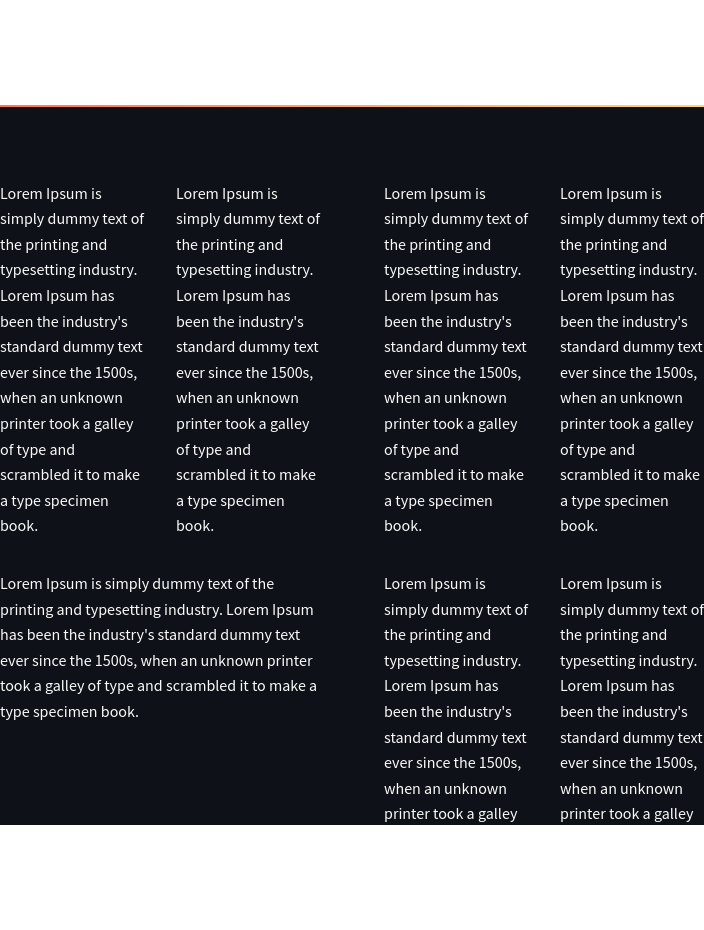 Lorem Ipsum is
simply dummy text of
the printing and
typesetting industry.
Lorem Ipsum has
been the industry's
standard dummy text
ever since the 1500s,
when an unknown
printer took a galley
of type and
scrambled it to make
a type specimen
book.
Lorem Ipsum is
simply dummy text of
the printing and
typesetting industry.
Lorem Ipsum has
been the industry's
standard dummy text
ever since the 1500s,
when an unknown
printer took a galley
of type and
scrambled it to make
a type specimen
book.
Lorem Ipsum is
simply dummy text of
the printing and
typesetting industry.
Lorem Ipsum has
been the industry's
standard dummy text
ever since the 1500s,
when an unknown
printer took a galley
of type and
scrambled it to make
a type specimen
book.
Lorem Ipsum is
simply dummy text of
the printing and
typesetting industry.
Lorem Ipsum has
been the industry's
standard dummy text
ever since the 1500s,
when an unknown
printer took a galley
of type and
scrambled it to make
a type specimen
book.
Lorem Ipsum is simply dummy text of the
printing and typesetting industry. Lorem Ipsum
has been the industry's standard dummy text
ever since the 1500s, when an unknown printer
took a galley of type and scrambled it to make a
type specimen book.
Lorem Ipsum is
simply dummy text of
the printing and
typesetting industry.
Lorem Ipsum has
been the industry's
standard dummy text
ever since the 1500s,
when an unknown
printer took a galley
Lorem Ipsum is
simply dummy text of
the printing and
typesetting industry.
Lorem Ipsum has
been the industry's
standard dummy text
ever since the 1500s,
when an unknown
printer took a galley